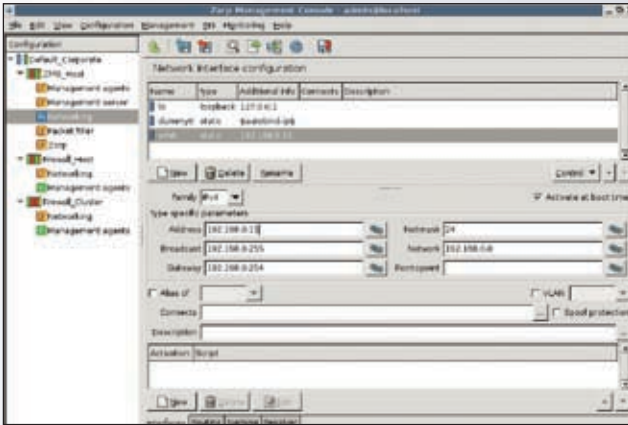 Zorp Management Console - admin@localhost
File Edit View Configuration Management PKI Monitoring Help
Configuration
Default_Corporate
ZMS_Host
Management agents
Management server
Networking
Packet filter
Zorp
Firewall_Host
Networking
Management agents
Firewall_Cluster
Networking
Management agents
Network interface configuration
Name Type Additional info Connects Description
lo loopback 127.0.0.1
static
static
New Delete Rename Control
Family IPv4 Activate at boot time
Type specific parameters
Address 192.168.0.15 Netmask 24
Broadcast 192.168.0.255 Network 192.168.0.0
Gateway 192.168.0.254
Alias of VLAN
Connects Spoof protection
Description
Activation Script
New Delete Edit
Interfaces Routing Naming Resolver